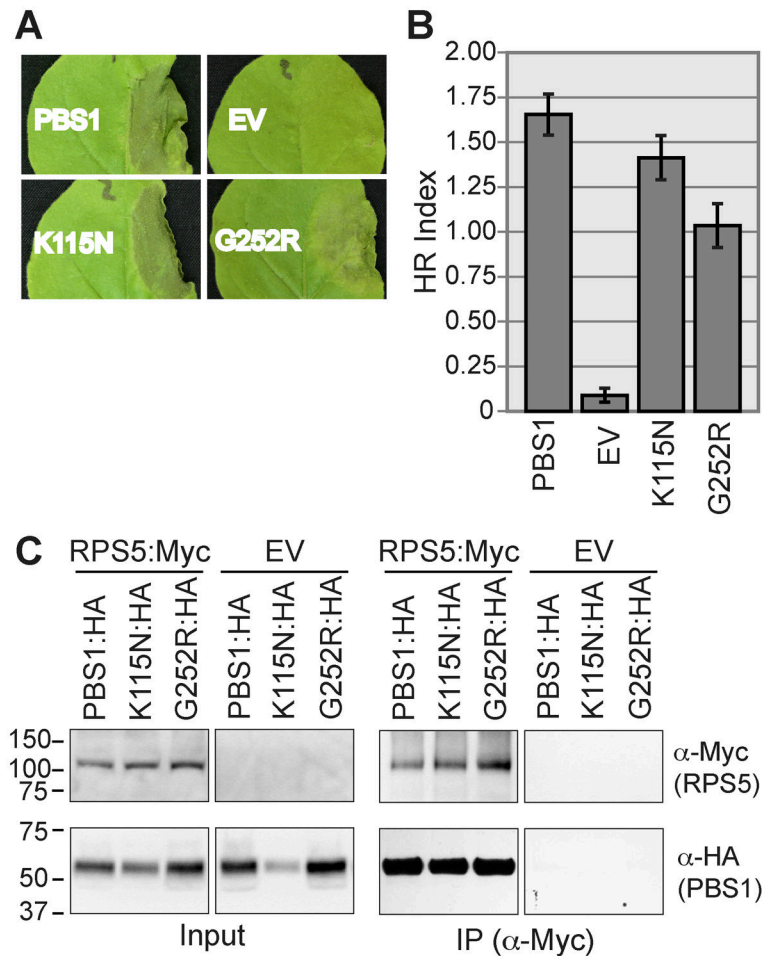 A
PBS1
EV
K115N
G252R
B
HR Index
2.00
1.75
1.50
1.25
1.00
0.75
0.50
0.25
0
PBS1
EV
K115N
G252R
C
RPS5:Myc
EV
RPS5:Myc
EV
PBS1:HA
K115N:HA
G252R:HA
PBS1:HA
K115N:HA
G252R:HA
PBS1:HA
K115N:HA
G252R:HA
PBS1:HA
K115N:HA
G252R:HA
150
100
75
α-Myc
(RPS5)
75
50
37
α-HA
(PBS1)
Input
IP (α-Myc)